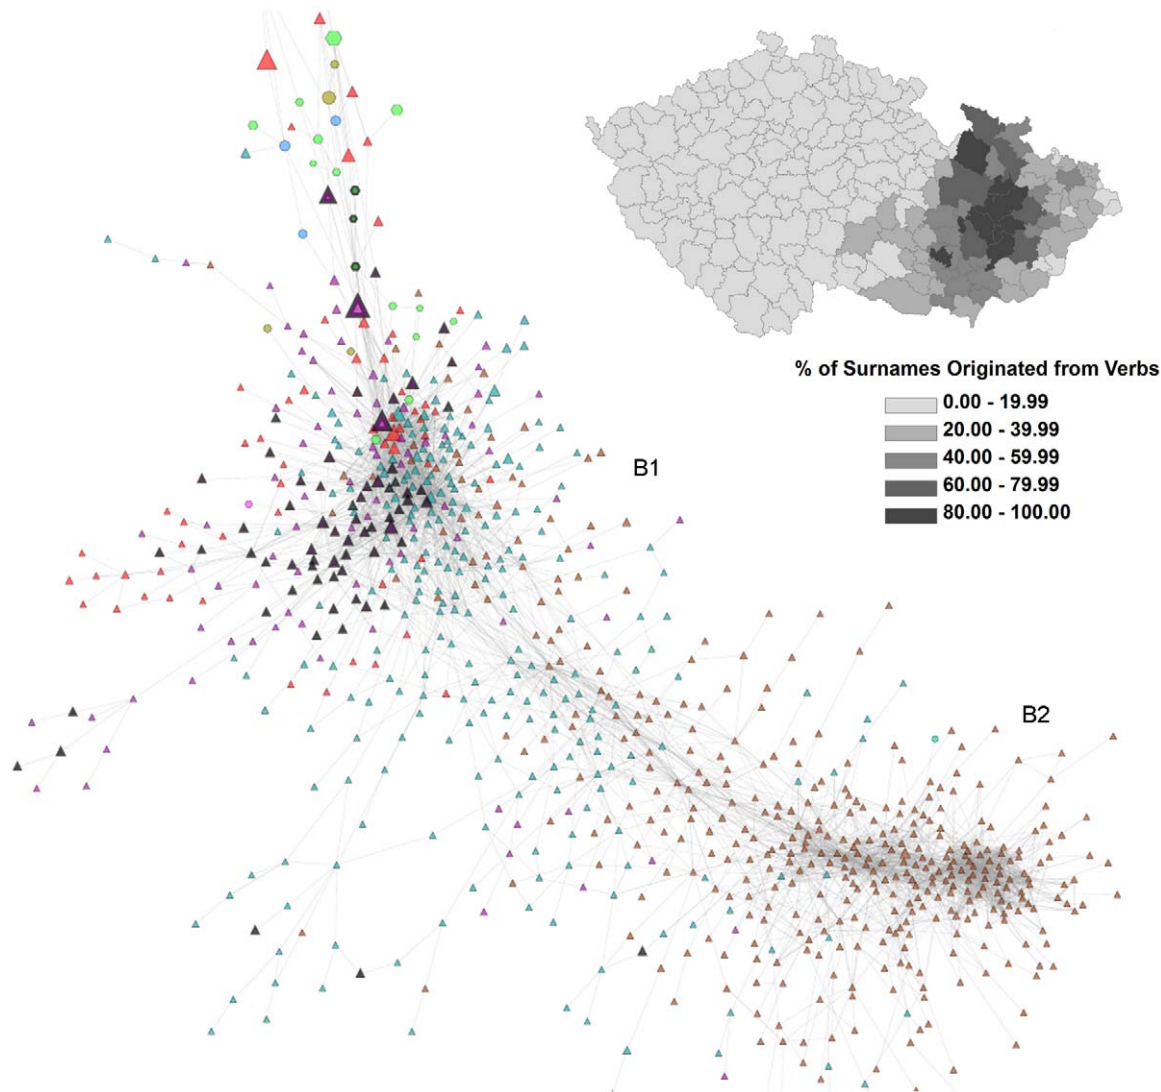 % of Surnames Originated from Verbs
0.00 - 19.99
20.00 - 39.99
40.00 - 59.99
60.00 - 79.99
80.00 - 100.00
B1
B2